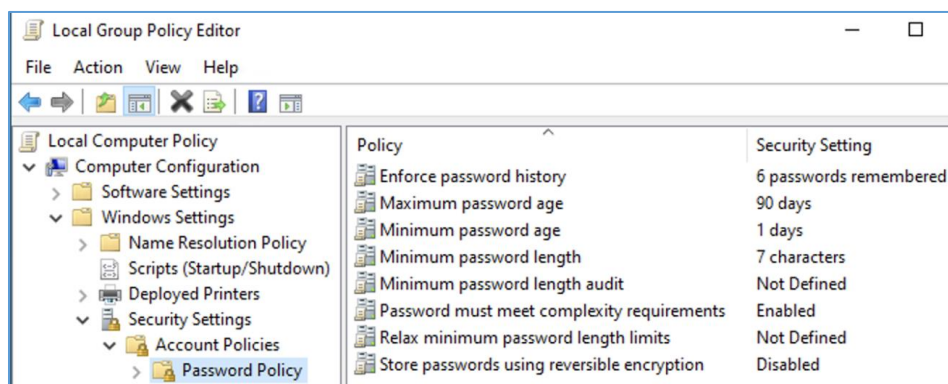 Local Group Policy Editor
File Action View Help
Local Computer Policy
Computer Configuration
Software Settings
Windows Settings
Name Resolution Policy
Scripts (Startup/Shutdown)
Deployed Printers
Security Settings
Account Policies
Password Policy
Policy Security Setting
Enforce password history 6 passwords remembered
Maximum password age 90 days
Minimum password age 1 days
Minimum password length 7 characters
Minimum password length audit Not Defined
Password must meet complexity requirements Enabled
Relax minimum password length limits Not Defined
Store passwords using reversible encryption Disabled